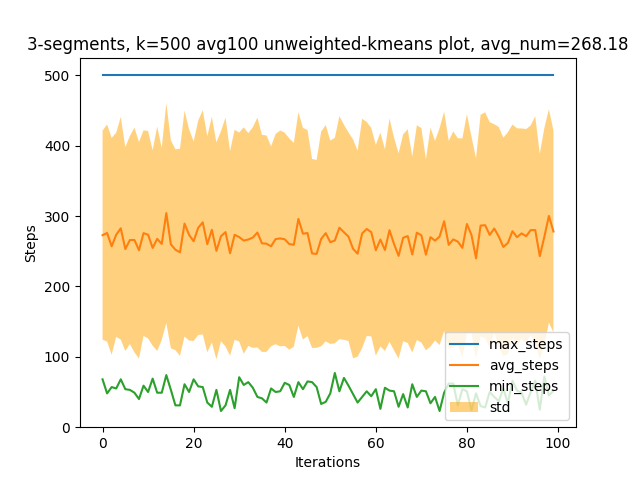 3-segments, k=500 avg100 unweighted-kmeans plot, avg_num=268.18
500
400
300
200
100
0
Steps
max_steps
avg_steps
min_steps
std
0
20
40
60
80
100
Iterations